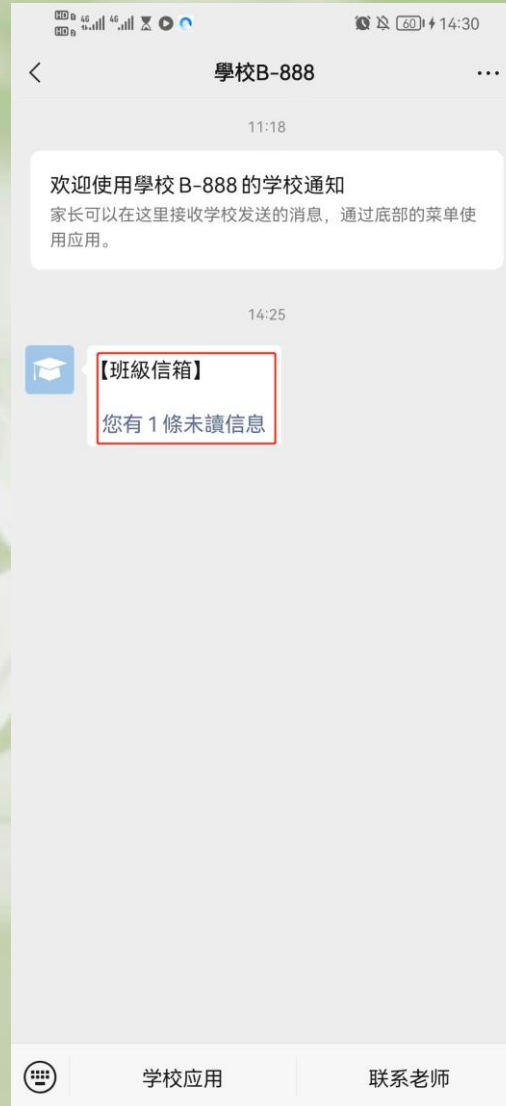 14:30
60
學校B-888
11:18
欢迎使用學校 B-888 的学校通知
家长可以在这里接收学校发送的消息，通过底部的菜单使
用应用。
14:25
【班級信箱】
您有 1 條未讀信息
学校应用
联系老师